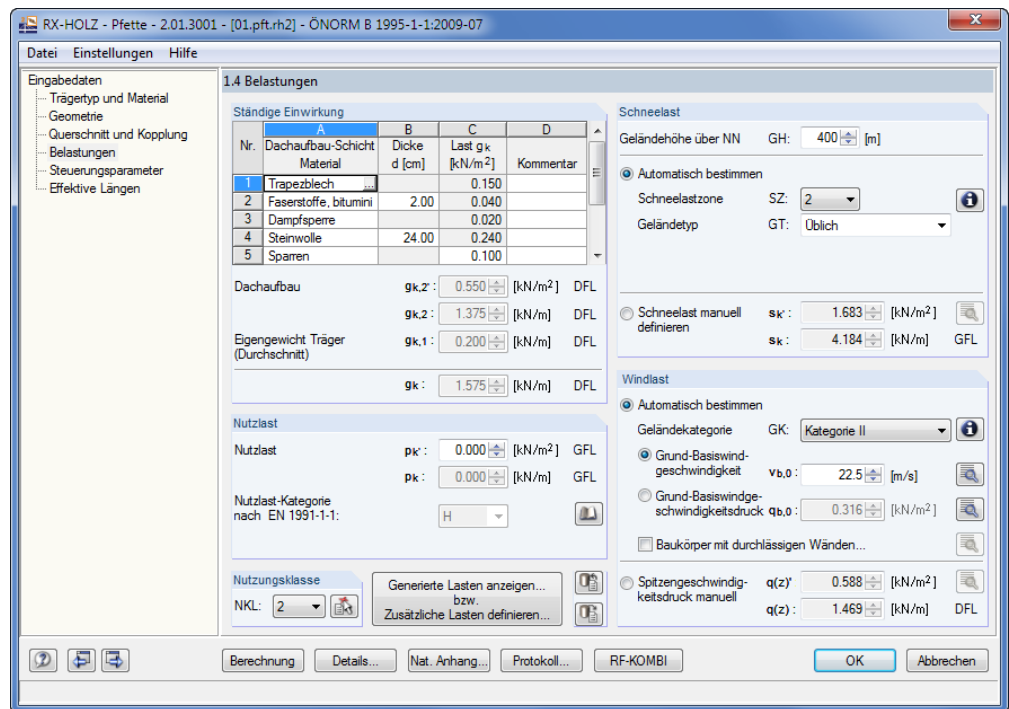 RX-HOLZ - Pfette - 2.01.3001 - [01.pft.rh2] - ÖNORM B 1995-1-1:2009-07
Datei Einstellungen Hilfe
Eingabedaten
Trägertyp und Material
Geometrie
Querschnitt und Kopplung
Belastungen
Steuerungsparameter
Effektive Längen
1.4 Belastungen
Ständige Einwirkung
A B C D
Nr. Dachaufbau-Schicht Dicke Last gk
Material d [cm] [kN/m²] Kommentar
1 Trapezblech ... 0.150
2 Faserstoffe, bitumini 2.00 0.040
3 Dampfsperre 0.020
4 Steinwolle 24.00 0.240
5 Sparren 0.100
Dachaufbau gk,2' : 0.550 [kN/m²] DFL
gk,2 : 1.375 [kN/m] DFL
Eigengewicht Träger gk,1 : 0.200 [kN/m] DFL
(Durchschnitt)
gk : 1.575 [kN/m] DFL
Nutzlast
Nutzlast pk' : 0.000 [kN/m²] GFL
pk : 0.000 [kN/m] GFL
Nutzlast-Kategorie
nach EN 1991-1-1: H
Nutzungsklasse
NKL: 2
Generierte Lasten anzeigen...
bzw.
Zusätzliche Lasten definieren...
Schneelast
Geländehöhe über NN GH: 400 [m]
Automatisch bestimmen
Schneelastzone SZ: 2
Geländetyp GT: Üblich
Schneelast manuell sk' : 1.683 [kN/m²]
definieren
sk : 4.184 [kN/m] GFL
Windlast
Automatisch bestimmen
Geländekategorie GK: Kategorie II
Grund-Basiswind-
geschwindigkeit vb,0 : 22.5 [m/s]
Grund-Basiswindge-
schwindigkeitsdruck qb,0 : 0.316 [kN/m²]
Baukörper mit durchlässigen Wänden...
Spitzengeschwindig- q(z)' 0.588 [kN/m²]
keitsdruck manuell
q(z) : 1.469 [kN/m] DFL
Berechnung Details... Nat. Anhang... Protokoll... RF-KOMBI OK Abbrechen